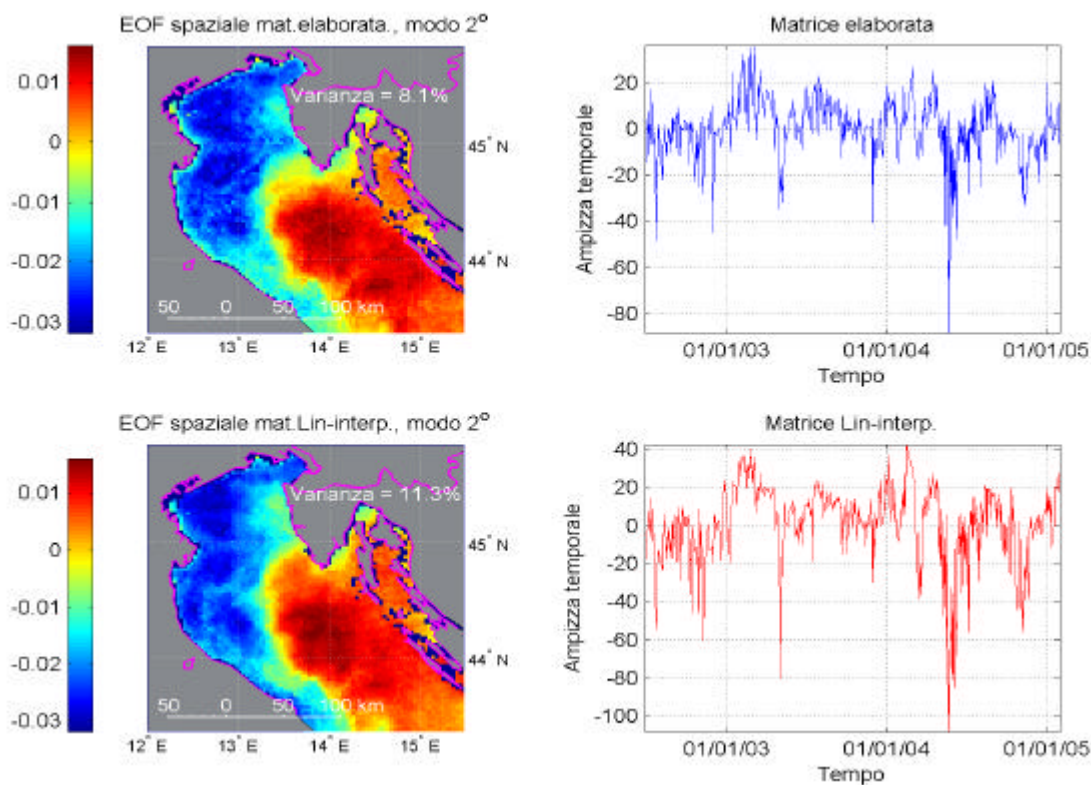 EOF spaziale mat.elaborata., modo 2°
0.01
0
-0.01
-0.02
-0.03
Varianza = 8.1%
45° N
44° N
50 0 50 100 km
12° E 13° E 14° E 15° E
Matrice elaborata
Ampizza temporale
20
0
-20
-40
-60
-80
01/01/03 01/01/04 01/01/05
Tempo
EOF spaziale mat.Lin-interp., modo 2°
0.01
0
-0.01
-0.02
-0.03
Varianza = 11.3%
45° N
44° N
50 0 50 100 km
12° E 13° E 14° E 15° E
Matrice Lin-interp.
Ampizza temporale
40
20
0
-20
-40
-60
-80
-100
01/01/03 01/01/04 01/01/05
Tempo